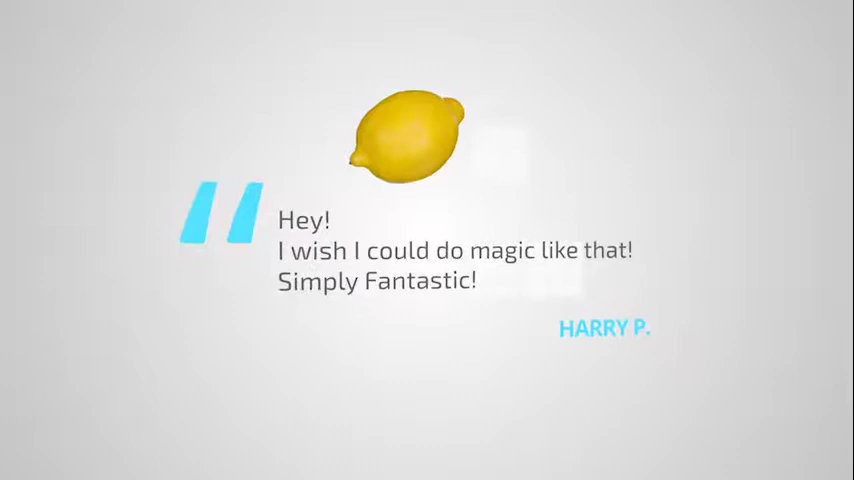 “
Hey!
I wish I could do magic like that!
Simply Fantastic!
HARRY P.